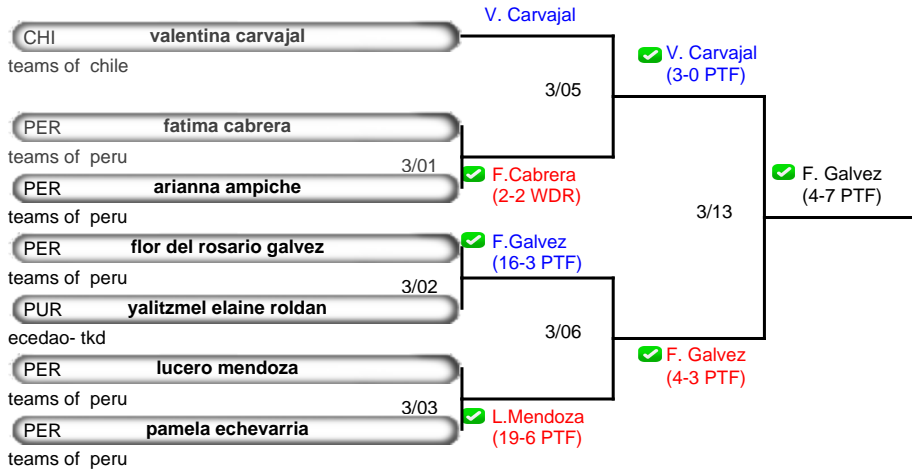 CHI valentina carvajal
teams of chile
PER fatima cabrera
teams of peru
3/01
PER arianna ampiche
teams of peru
PER flor del rosario galvez
teams of peru
3/02
PUR yalitzmel elaine roldan
ecedao- tkd
PER lucero mendoza
teams of peru
3/03
PER pamela echevarria
teams of peru
V. Carvajal
3/05
F.Cabrera
(2-2 WDR)
F.Galvez
(16-3 PTF)
3/06
L.Mendoza
(19-6 PTF)
V. Carvajal
(3-0 PTF)
3/13
F. Galvez
(4-3 PTF)
F. Galvez
(4-7 PTF)